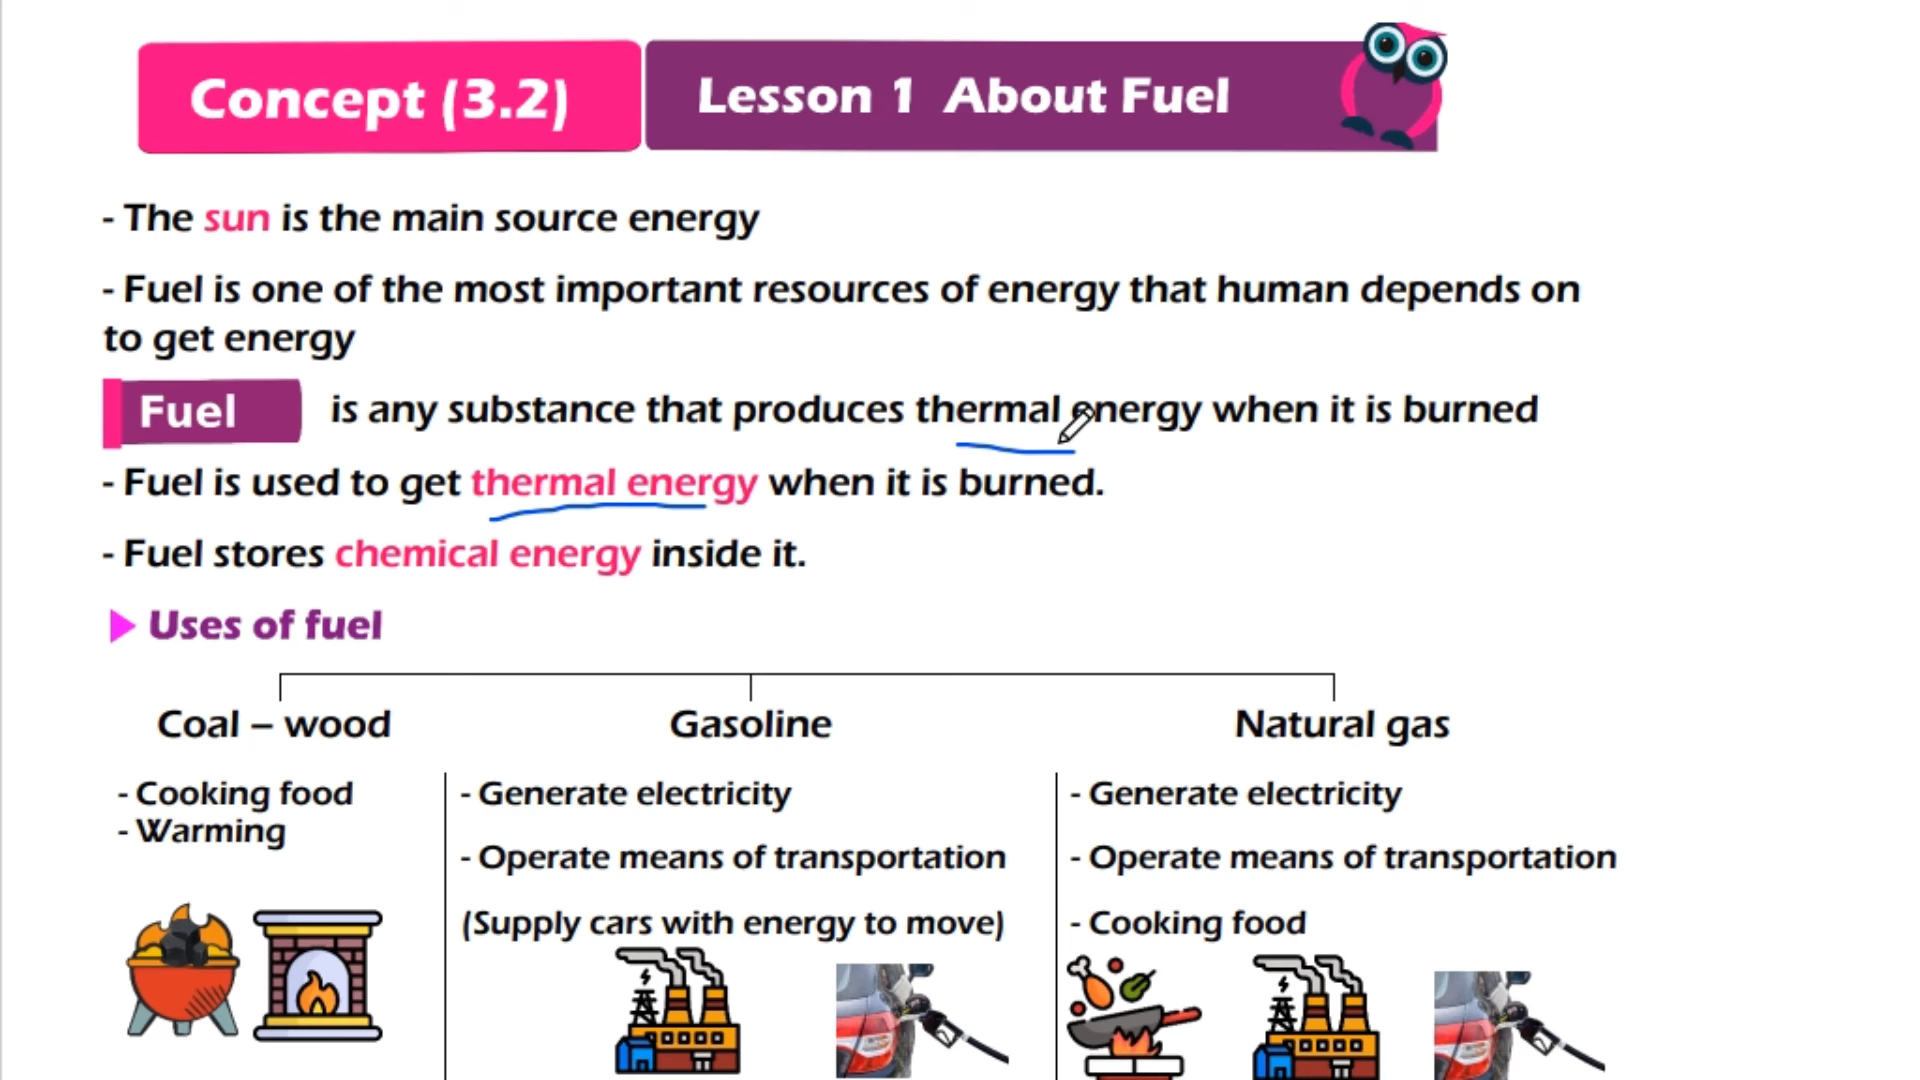 Concept (3.2)
Lesson 1 About Fuel
- The sun is the main source energy
- Fuel is one of the most important resources of energy that human depends on
to get energy
Fuel is any substance that produces thermal energy when it is burned
- Fuel is used to get thermal energy when it is burned.
- Fuel stores chemical energy inside it.
Uses of fuel
Coal – wood
- Cooking food
- Warming
Gasoline
- Generate electricity
- Operate means of transportation
(Supply cars with energy to move)
Natural gas
- Generate electricity
- Operate means of transportation
- Cooking food